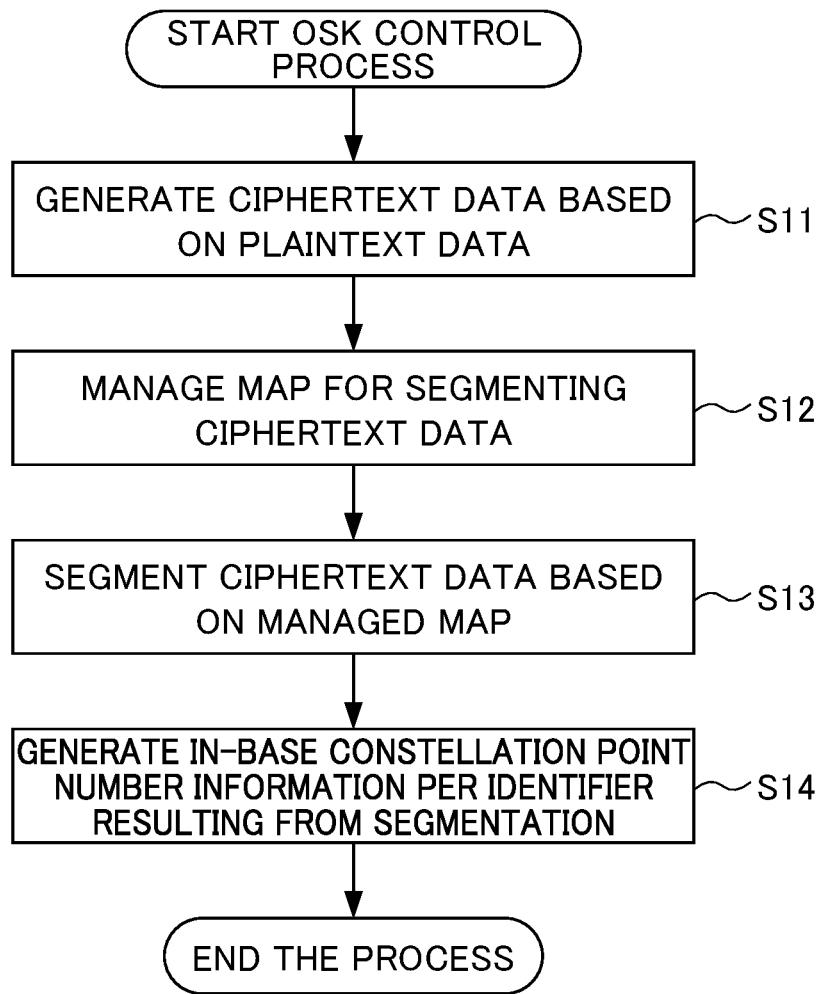 START OSK CONTROL
PROCESS
GENERATE CIPHERTEXT DATA BASED
ON PLAINTEXT DATA
S11
MANAGE MAP FOR SEGMENTING
CIPHERTEXT DATA
S12
SEGMENT CIPHERTEXT DATA BASED
ON MANAGED MAP
S13
GENERATE IN-BASE CONSTELLATION POINT
NUMBER INFORMATION PER IDENTIFIER
RESULTING FROM SEGMENTATION
S14
END THE PROCESS